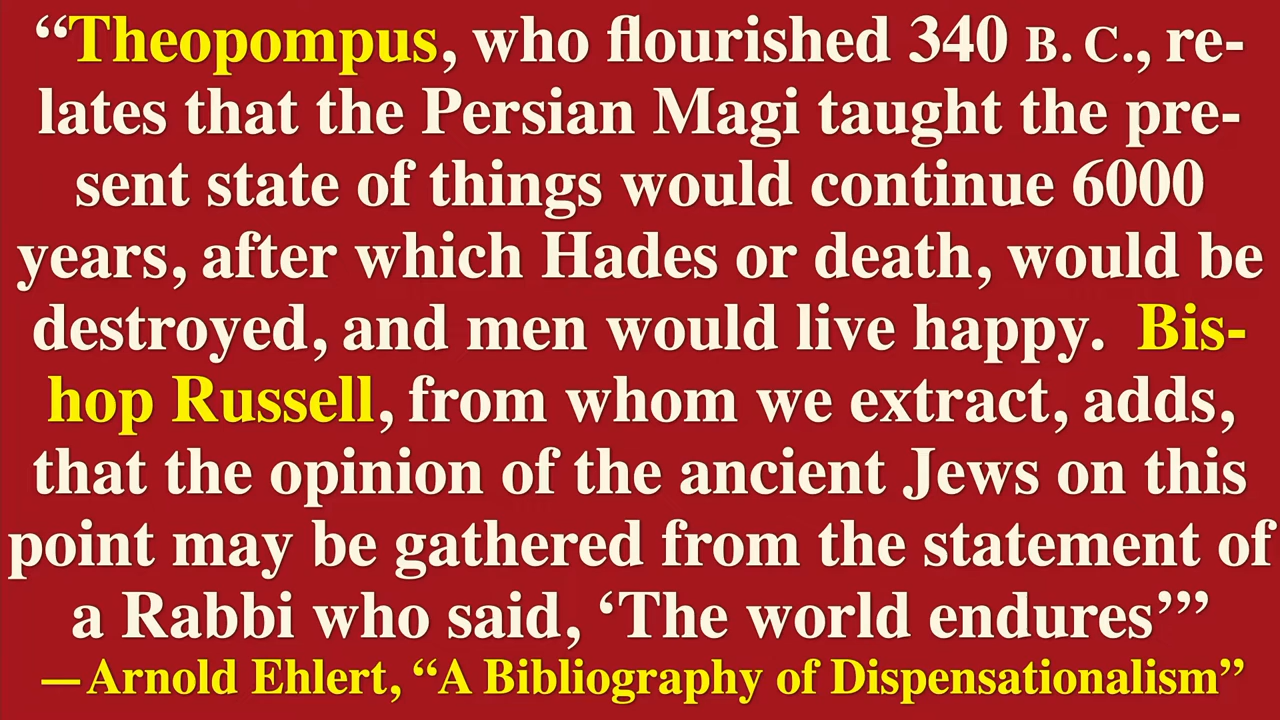 “Theopompus, who flourished 340 B. C., re-
lates that the Persian Magi taught the pre-
sent state of things would continue 6000
years, after which Hades or death, would be
destroyed, and men would live happy. Bis-
hop Russell, from whom we extract, adds,
that the opinion of the ancient Jews on this
point may be gathered from the statement of
a Rabbi who said, ‘The world endures’”’
—Arnold Ehlert, “A Bibliography of Dispensationalism”